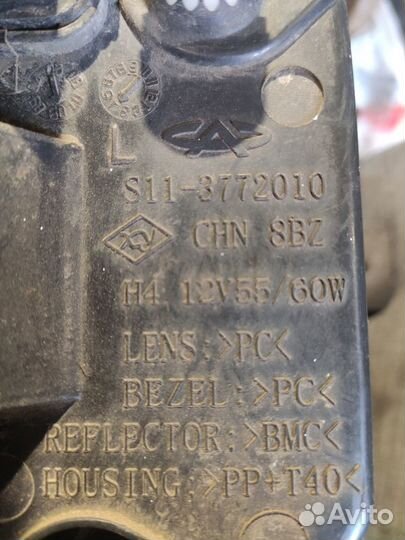 L
S11-3772010
CHN 8BZ
H4 12V55/60W
LENS:>PC<
BEZEL:>PC<
REFLECTOR:>BMC<
HOUSING:>PP+T40<
Avito